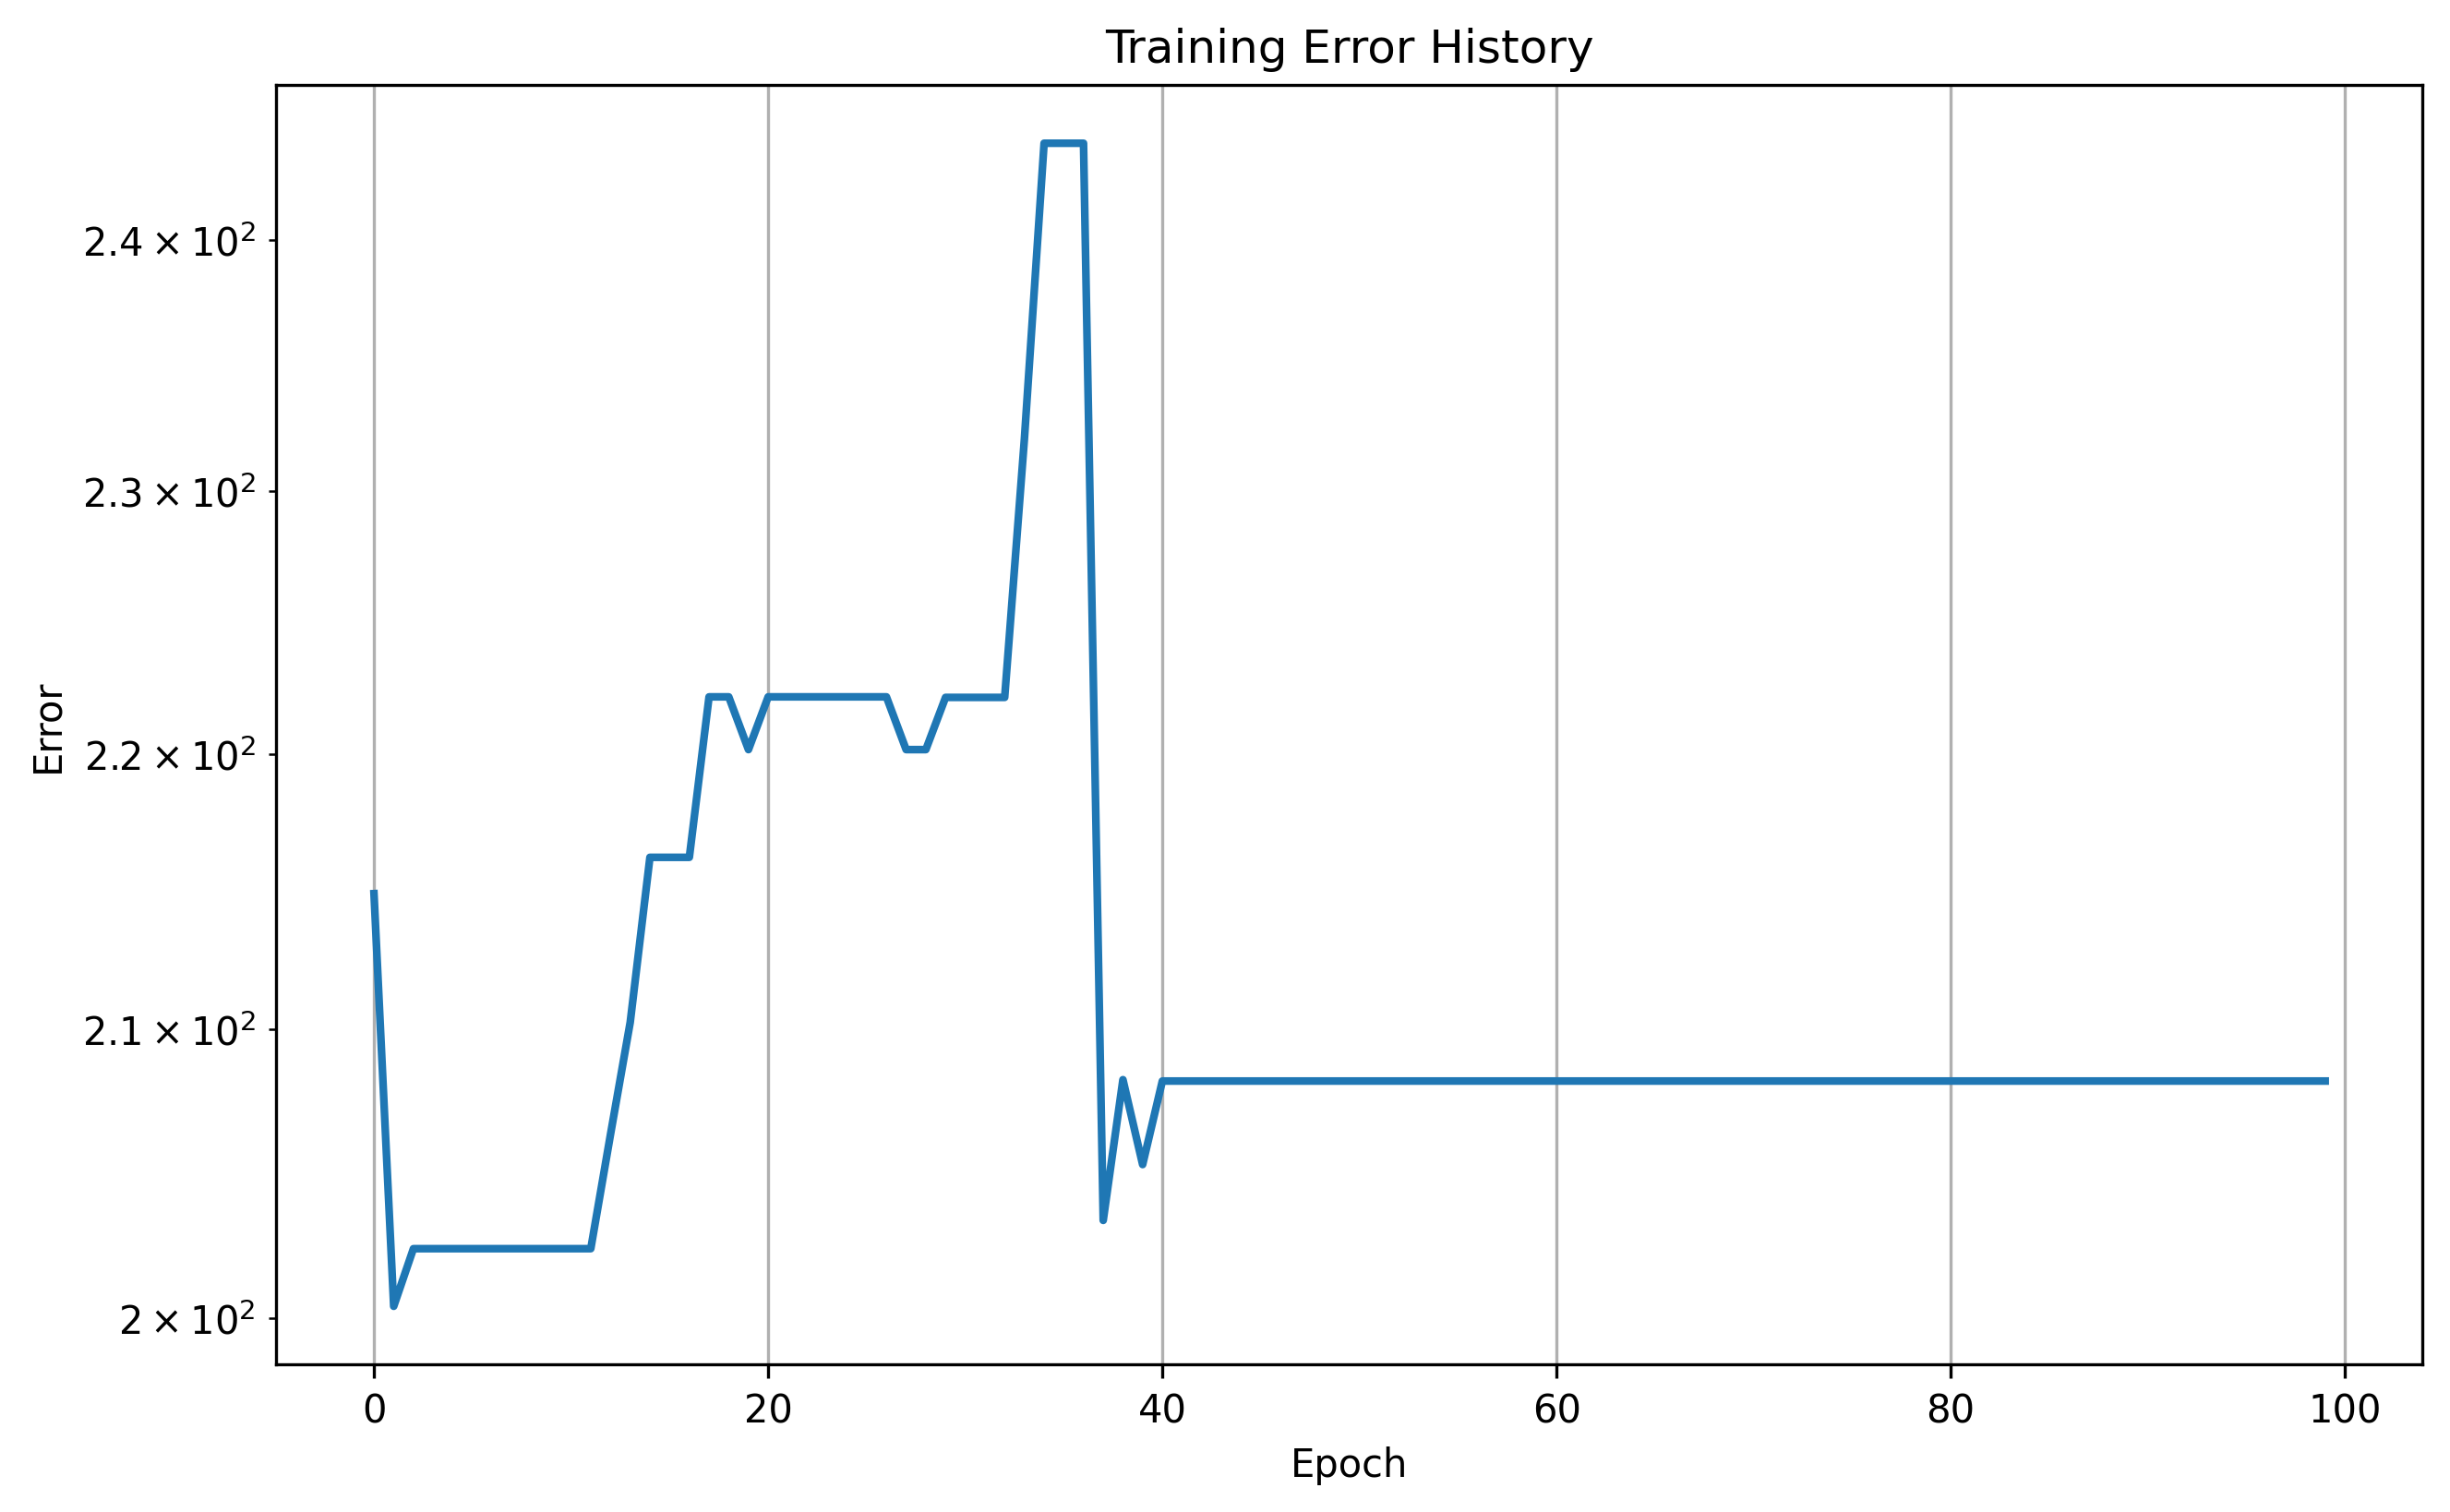 Training Error History
2.4 × 10²
2.3 × 10²
2.2 × 10²
2.1 × 10²
2 × 10²
Error
0 20 40 60 80 100
Epoch